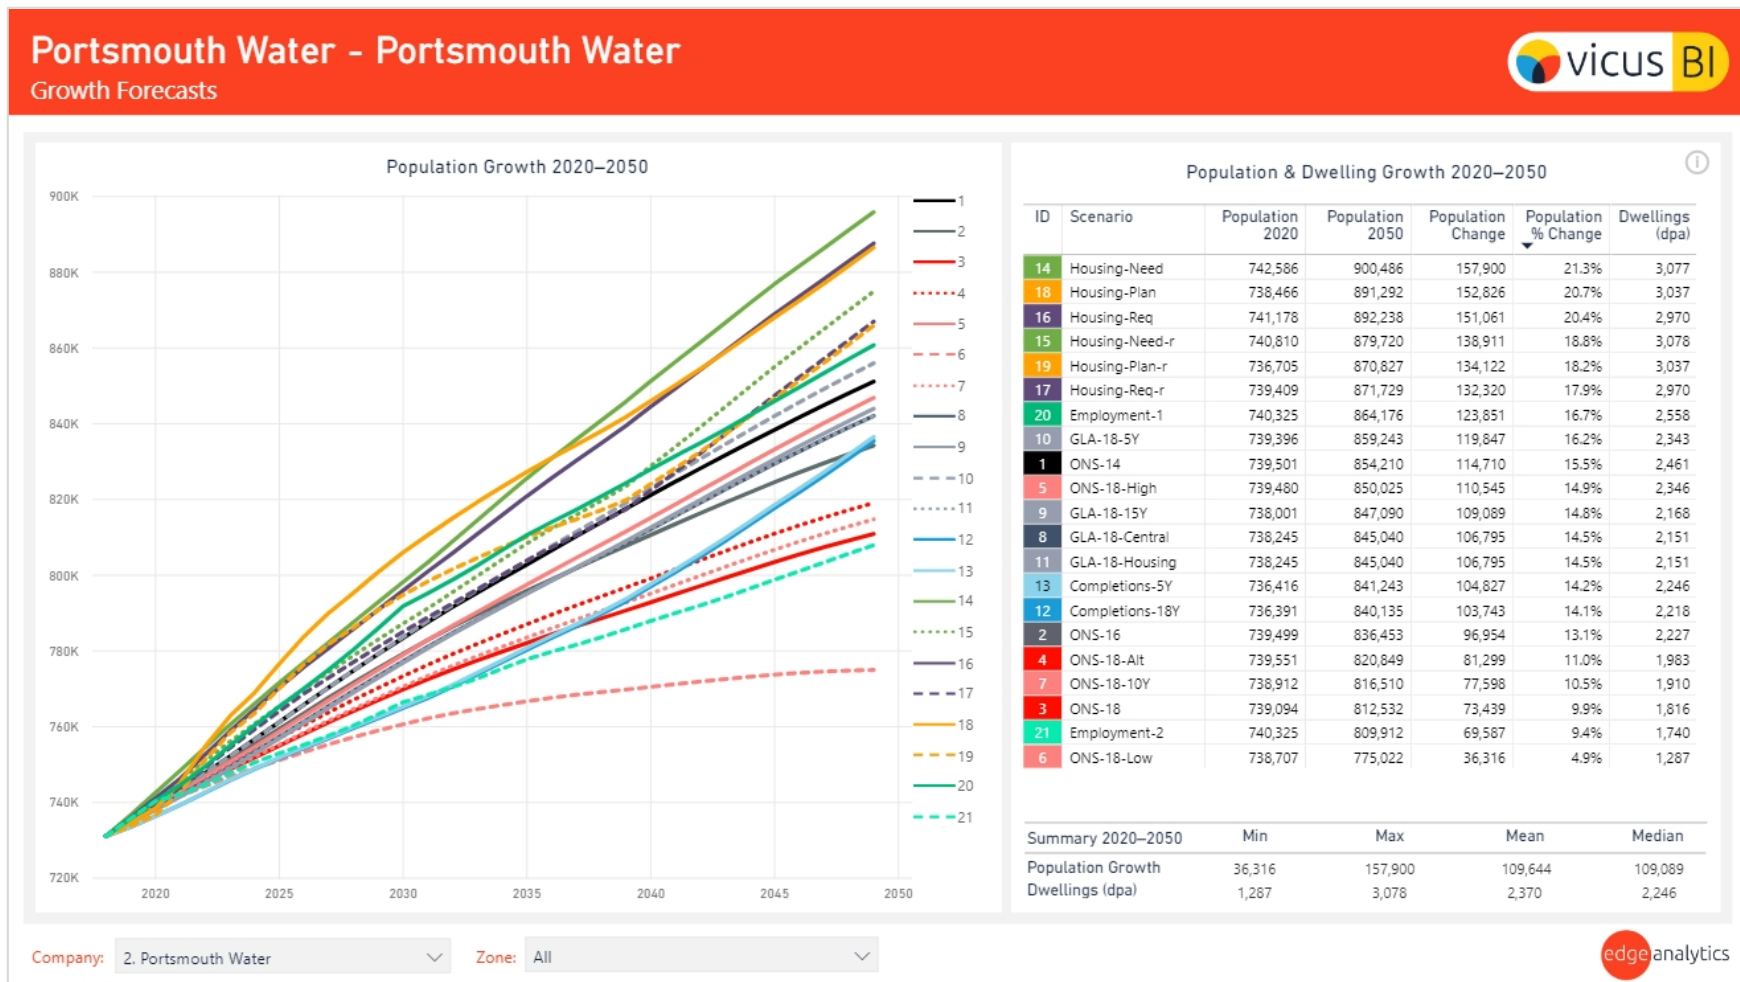 Portsmouth Water - Portsmouth Water
Growth Forecasts
vicus BI
Population Growth 2020–2050
900K
880K
860K
840K
820K
800K
780K
760K
740K
720K
2020 2025 2030 2035 2040 2045 2050
1
2
3
4
5
6
7
8
9
10
11
12
13
14
15
16
17
18
19
20
21
Population & Dwelling Growth 2020–2050
i
ID Scenario Population 2020 Population 2050 Population Change Population % Change Dwellings (dpa)
14 Housing-Need 742,586 900,486 157,900 21.3% 3,077
18 Housing-Plan 738,466 891,292 152,826 20.7% 3,037
16 Housing-Req 741,178 892,238 151,061 20.4% 2,970
15 Housing-Need-r 740,810 879,720 138,911 18.8% 3,078
19 Housing-Plan-r 736,705 870,827 134,122 18.2% 3,037
17 Housing-Req-r 739,409 871,729 132,320 17.9% 2,970
20 Employment-1 740,325 864,176 123,851 16.7% 2,558
10 GLA-18-5Y 739,396 859,243 119,847 16.2% 2,343
1 ONS-14 739,501 854,210 114,710 15.5% 2,461
5 ONS-18-High 739,480 850,025 110,545 14.9% 2,346
9 GLA-18-15Y 738,001 847,090 109,089 14.8% 2,168
8 GLA-18-Central 738,245 845,040 106,795 14.5% 2,151
11 GLA-18-Housing 738,245 845,040 106,795 14.5% 2,151
13 Completions-5Y 736,416 841,243 104,827 14.2% 2,246
12 Completions-18Y 736,391 840,135 103,743 14.1% 2,218
2 ONS-16 739,499 836,453 96,954 13.1% 2,227
4 ONS-18-Alt 739,551 820,849 81,299 11.0% 1,983
7 ONS-18-10Y 738,912 816,510 77,598 10.5% 1,910
3 ONS-18 739,094 812,532 73,439 9.9% 1,816
21 Employment-2 740,325 809,912 69,587 9.4% 1,740
6 ONS-18-Low 738,707 775,022 36,316 4.9% 1,287
Summary 2020–2050 Min Max Mean Median
Population Growth 36,316 157,900 109,644 109,089
Dwellings (dpa) 1,287 3,078 2,370 2,246
Company: 2. Portsmouth Water Zone: All
edge analytics